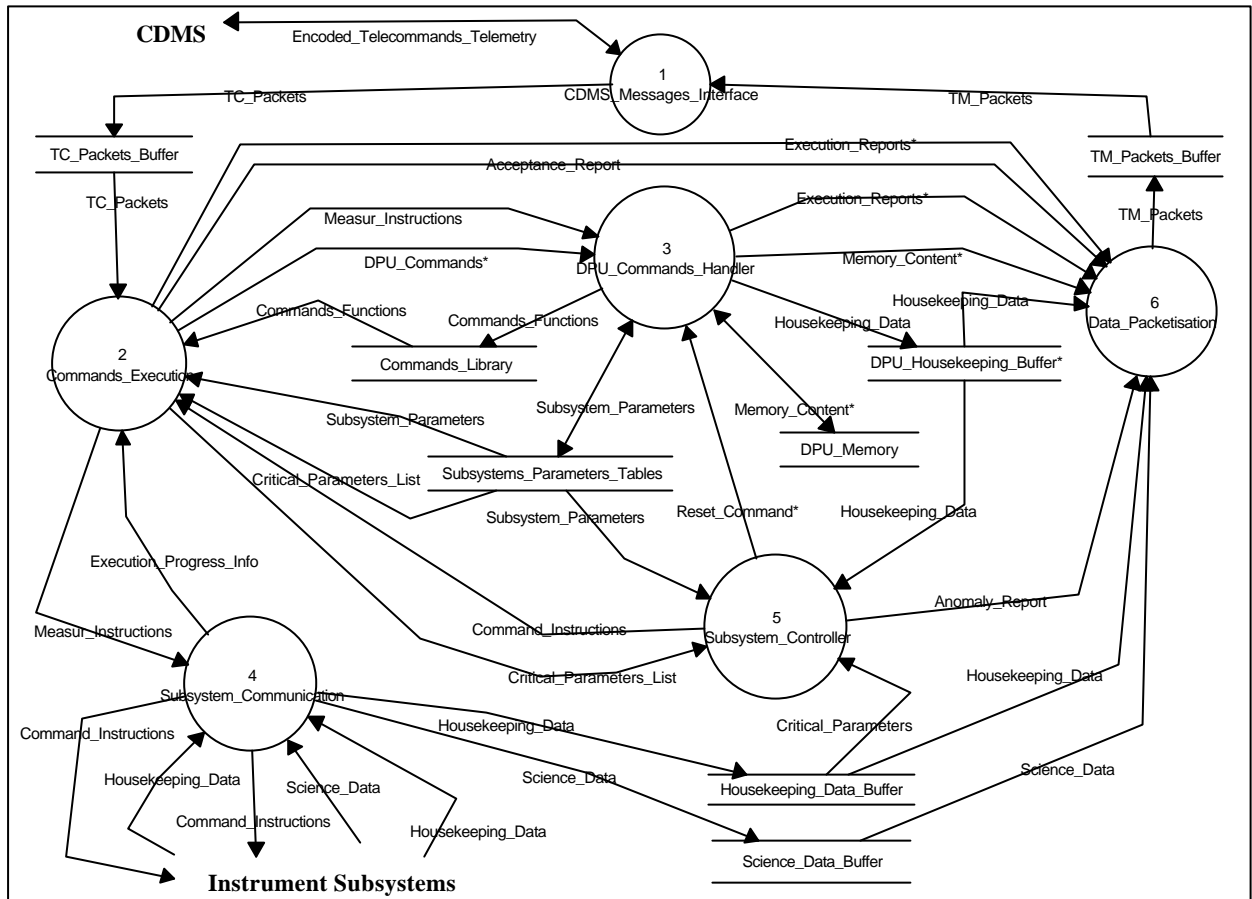 CDMS
Encoded_Telecommands_Telemetry
1
CDMS_Messages_Interface
TC_Packets
TM_Packets
TC_Packets_Buffer
Execution_Reports*
TM_Packets_Buffer
Acceptance_Report
TC_Packets
Measur_Instructions
Execution_Reports*
TM_Packets
3
DPU_Commands_Handler
DPU_Commands*
Memory_Content*
Housekeeping_Data
6
Data_Packetisation
Commands_Functions
Commands_Functions
Housekeeping_Data
2
Commands_Execution
Commands_Library
DPU_Housekeeping_Buffer*
Subsystem_Parameters
Subsystem_Parameters
Memory_Content*
DPU_Memory
Critical_Parameters_List
Subsystems_Parameters_Tables
Subsystem_Parameters
Reset_Command*
Housekeeping_Data
Execution_Progress_Info
Anomaly_Report
Measur_Instructions
Command_Instructions
5
Subsystem_Controller
4
Subsystem_Communication
Critical_Parameters_List
Housekeeping_Data
Command_Instructions
Housekeeping_Data
Critical_Parameters
Housekeeping_Data
Science_Data
Science_Data
Science_Data
Housekeeping_Data_Buffer
Command_Instructions
Housekeeping_Data
Science_Data_Buffer
Instrument Subsystems